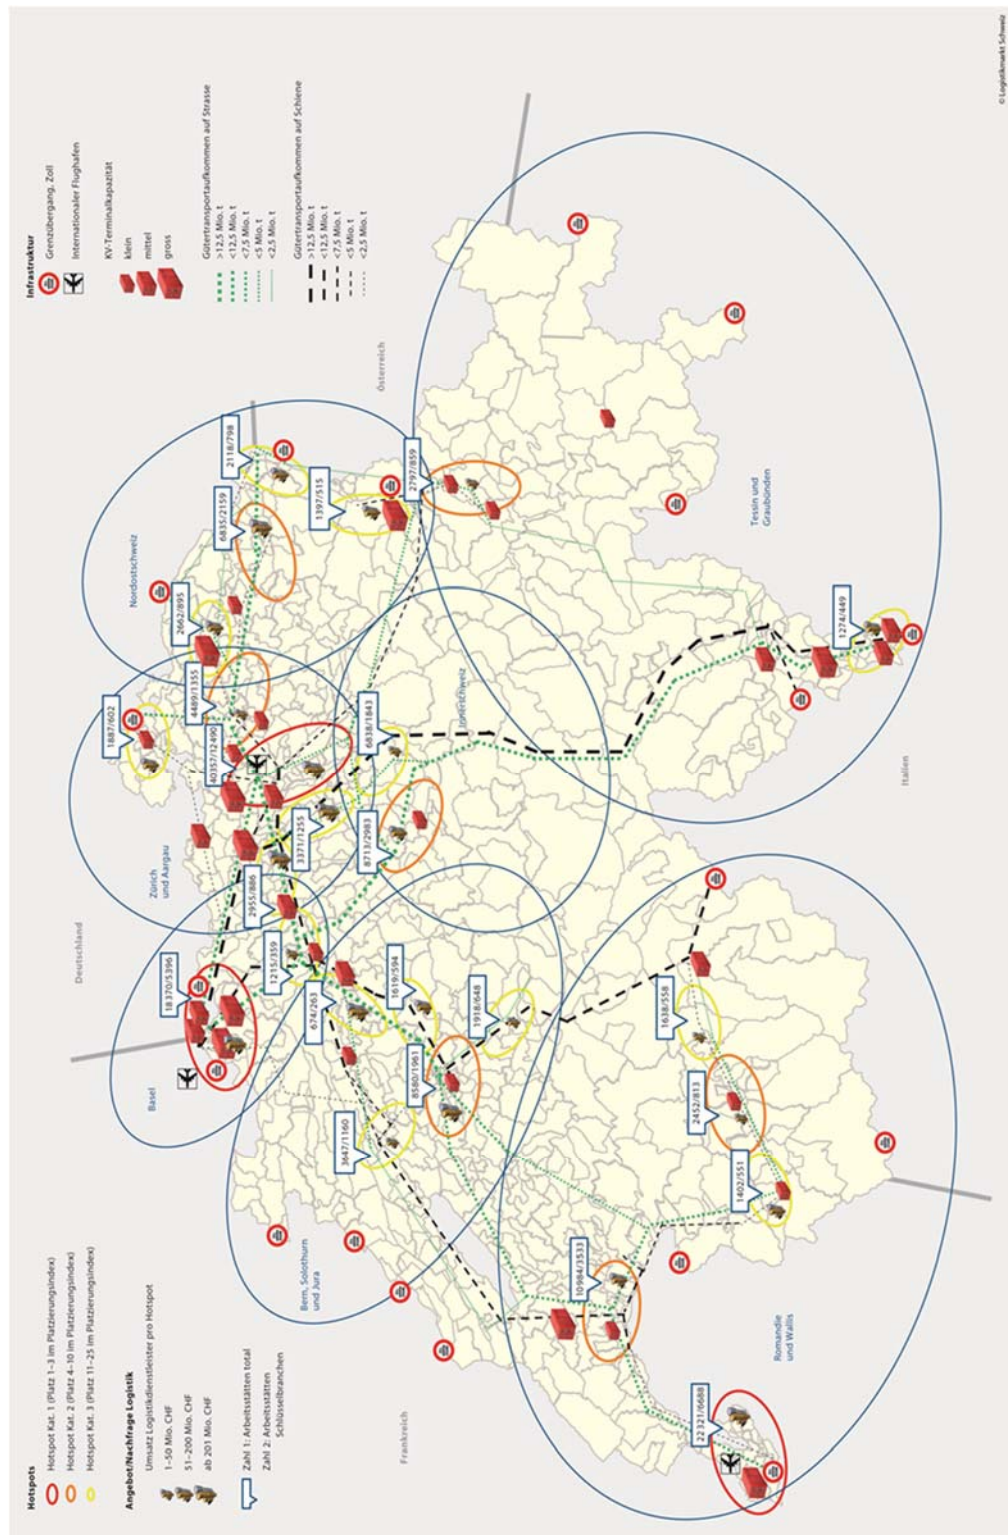 Hotspots
Hotspot Kat. 1 (Platz 1–3 im Platzierungsindex)
Hotspot Kat. 2 (Platz 4–10 im Platzierungsindex)
Hotspot Kat. 3 (Platz 11–25 im Platzierungsindex)
Angebot/Nachfrage Logistik
Umsatz Logistikdienstleister pro Hotspot
1–50 Mio. CHF
51–200 Mio. CHF
ab 201 Mio. CHF
Zahl 1: Arbeitsstätten total
Zahl 2: Arbeitsstätten
Schlüsselbranchen
Infrastruktur
Grenzübergang, Zoll
Internationaler Flughafen
KV-Terminalkapazität
klein
mittel
gross
Gütertransportaufkommen auf Strasse
>12,5 Mio. t
<12,5 Mio. t
<7,5 Mio. t
<5 Mio. t
<2,5 Mio. t
Gütertransportaufkommen auf Schiene
>12,5 Mio. t
<12,5 Mio. t
<7,5 Mio. t
<5 Mio. t
<2,5 Mio. t
Deutschland
Basel
18370/5396
Zürich
und Aargau
1887/602
Nordostschweiz
2662/895
6835/2159
2118/798
4489/1355
40357/12490
1397/515
Österreich
2797/859
2955/886
3371/1255
1215/359
6838/1843
8713/2983
Innerschweiz
674/263
1619/594
1918/648
8580/1961
3647/1160
Bern, Solothurn
und Jura
Frankreich
10984/3533
22321/6688
1402/551
2452/813
1638/558
Romandie
und Wallis
Tessin und
Graubünden
1274/449
Italien
© Logistikmarkt Schweiz